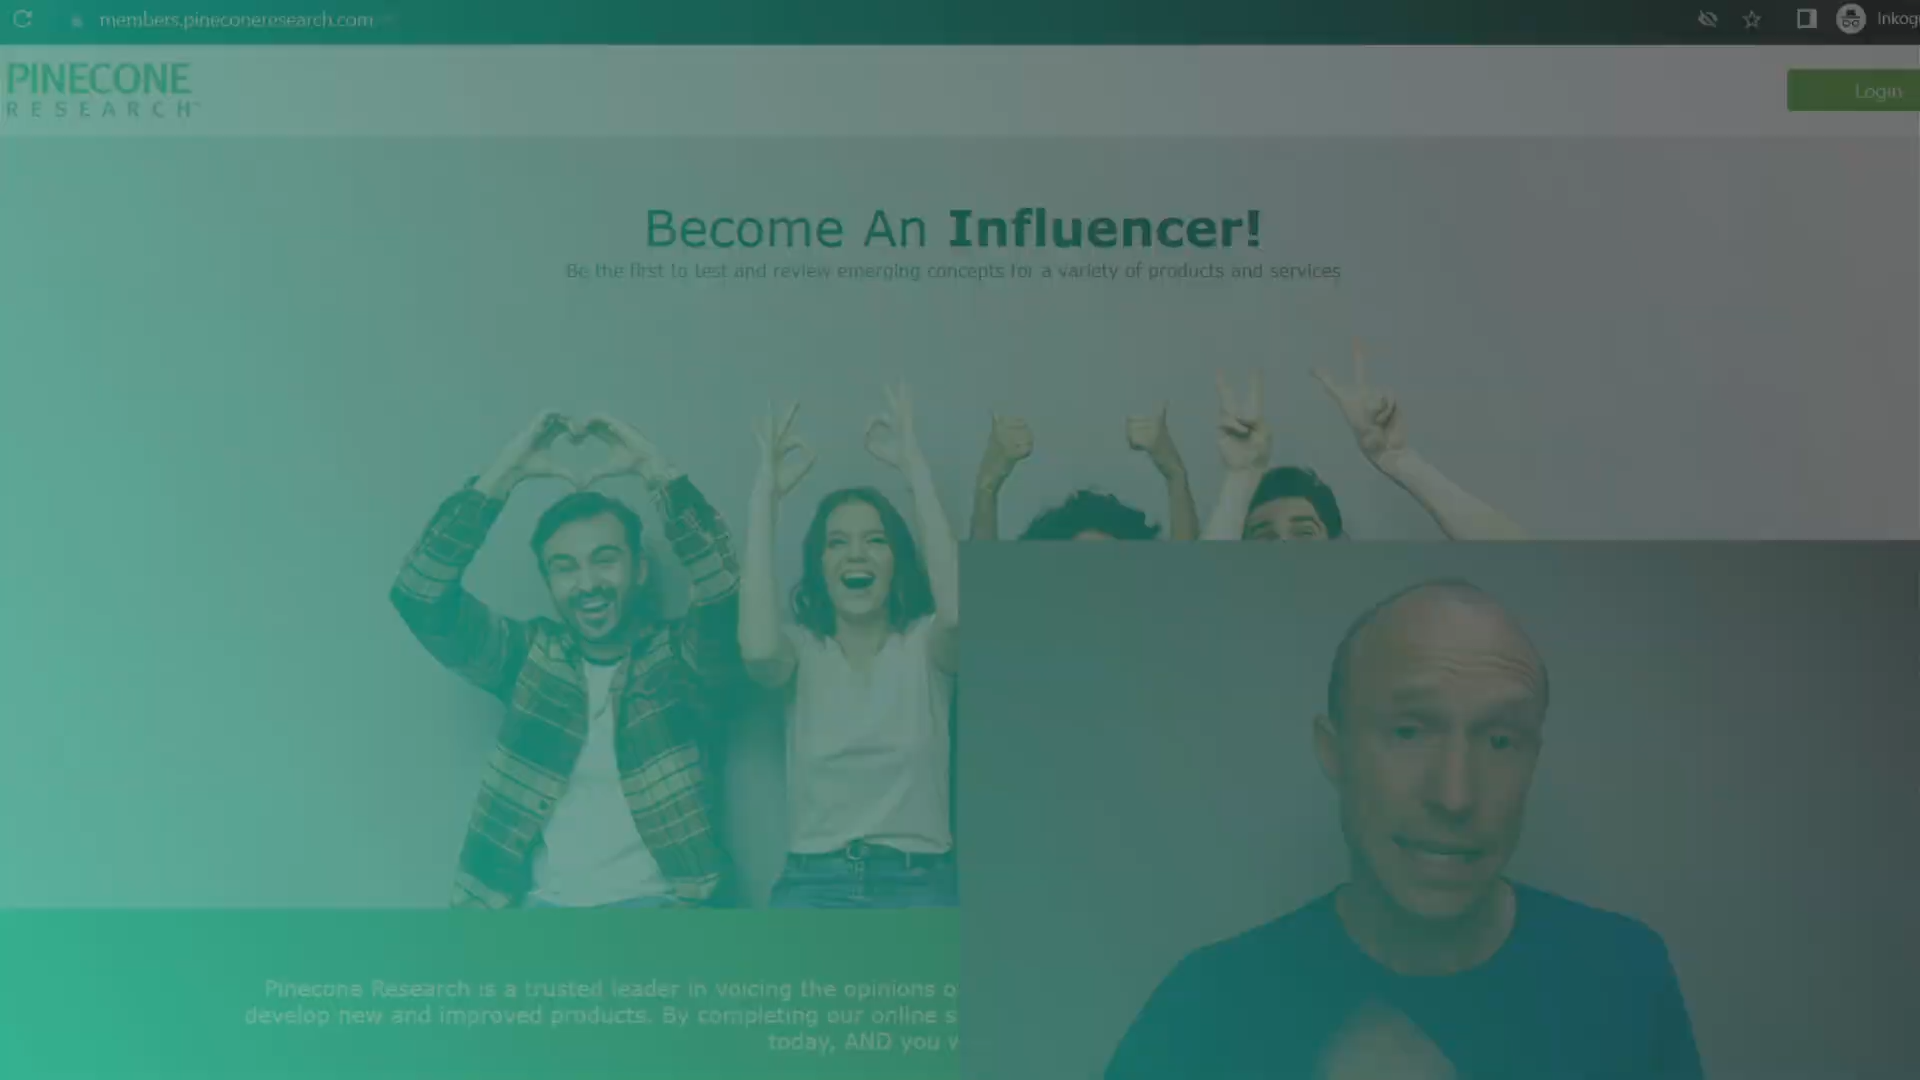 members.pineconeresearch.com
Inkog
PINECONE
RESEARCH
Login
Become An Influencer!
Be the first to test and review emerging concepts for a variety of products and services
Pinecone Research is a trusted leader in voicing the opinions o
develop new and improved products. By completing our online s
today, AND you w